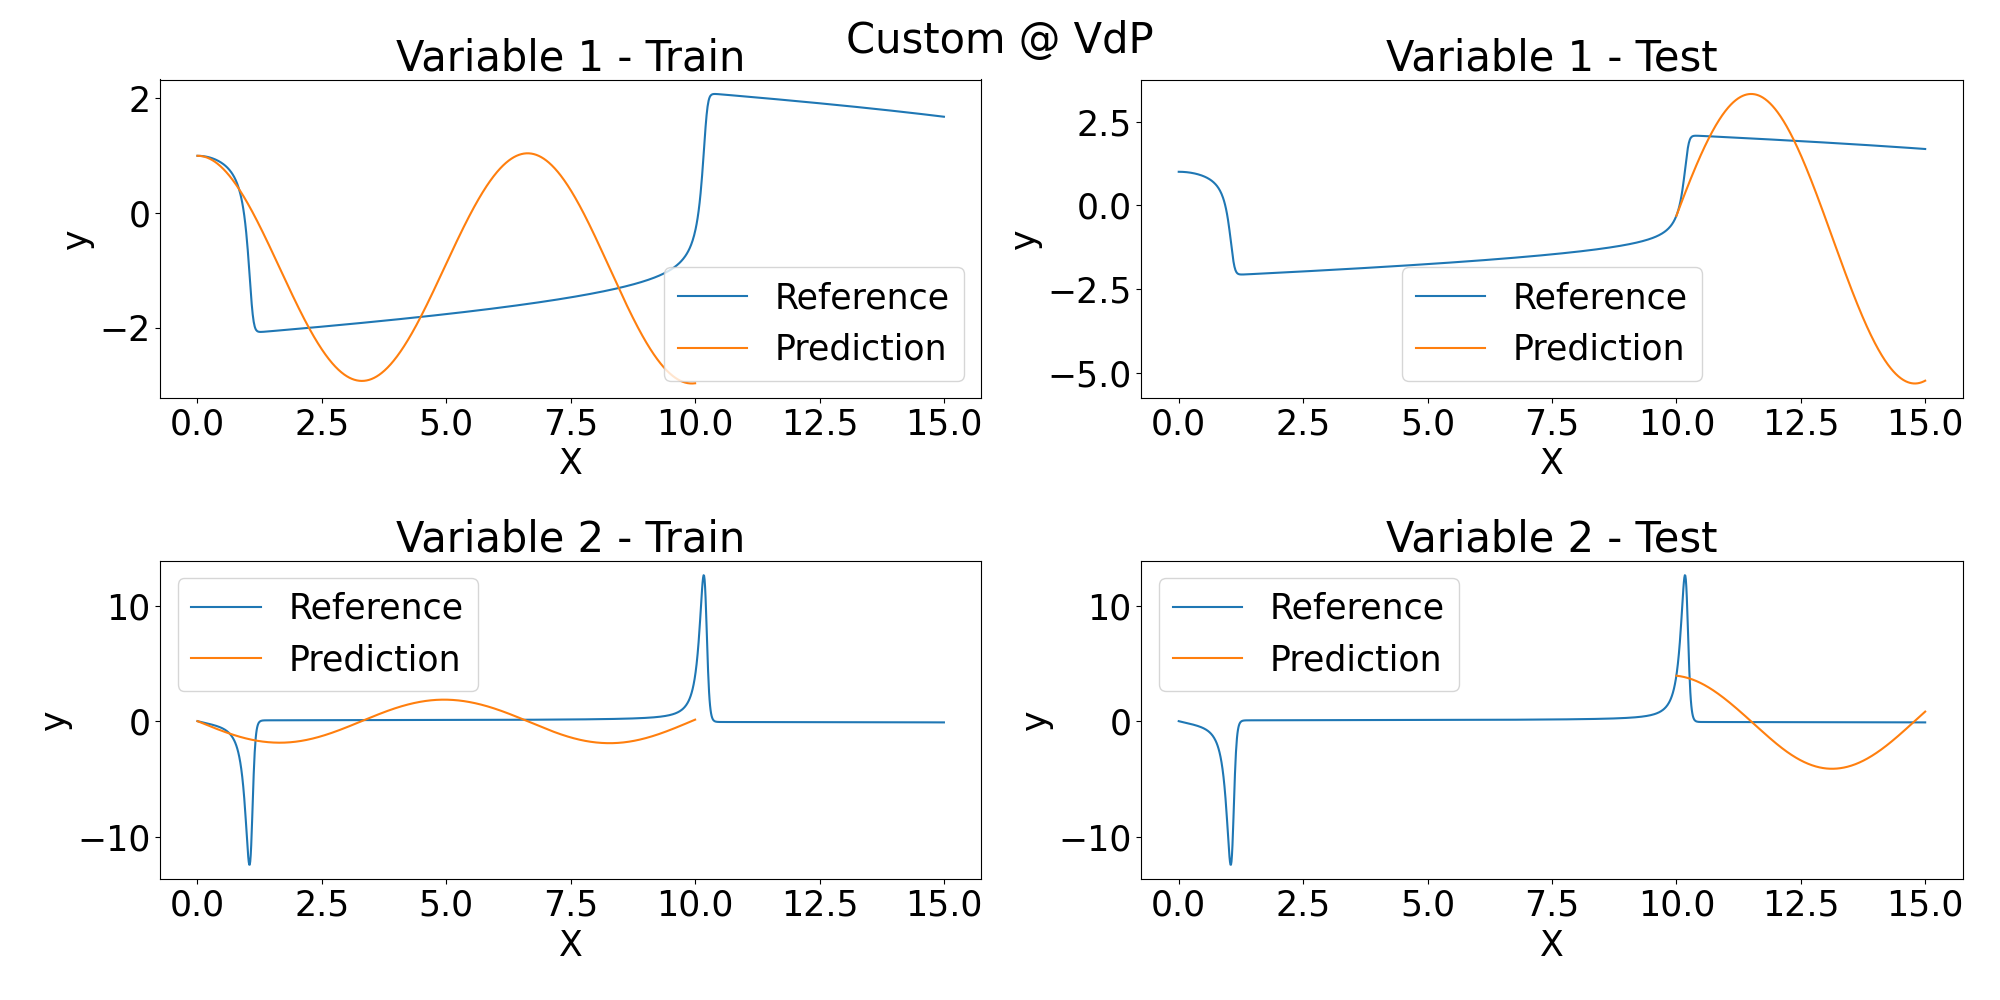 Custom @ VdP
Variable 1 - Train
2
0
−2
y
0.0 2.5 5.0 7.5 10.0 12.5 15.0
X
Reference
Prediction
Variable 1 - Test
2.5
0.0
−2.5
−5.0
y
0.0 2.5 5.0 7.5 10.0 12.5 15.0
X
Reference
Prediction
Variable 2 - Train
10
0
−10
y
0.0 2.5 5.0 7.5 10.0 12.5 15.0
X
Reference
Prediction
Variable 2 - Test
10
0
−10
y
0.0 2.5 5.0 7.5 10.0 12.5 15.0
X
Reference
Prediction